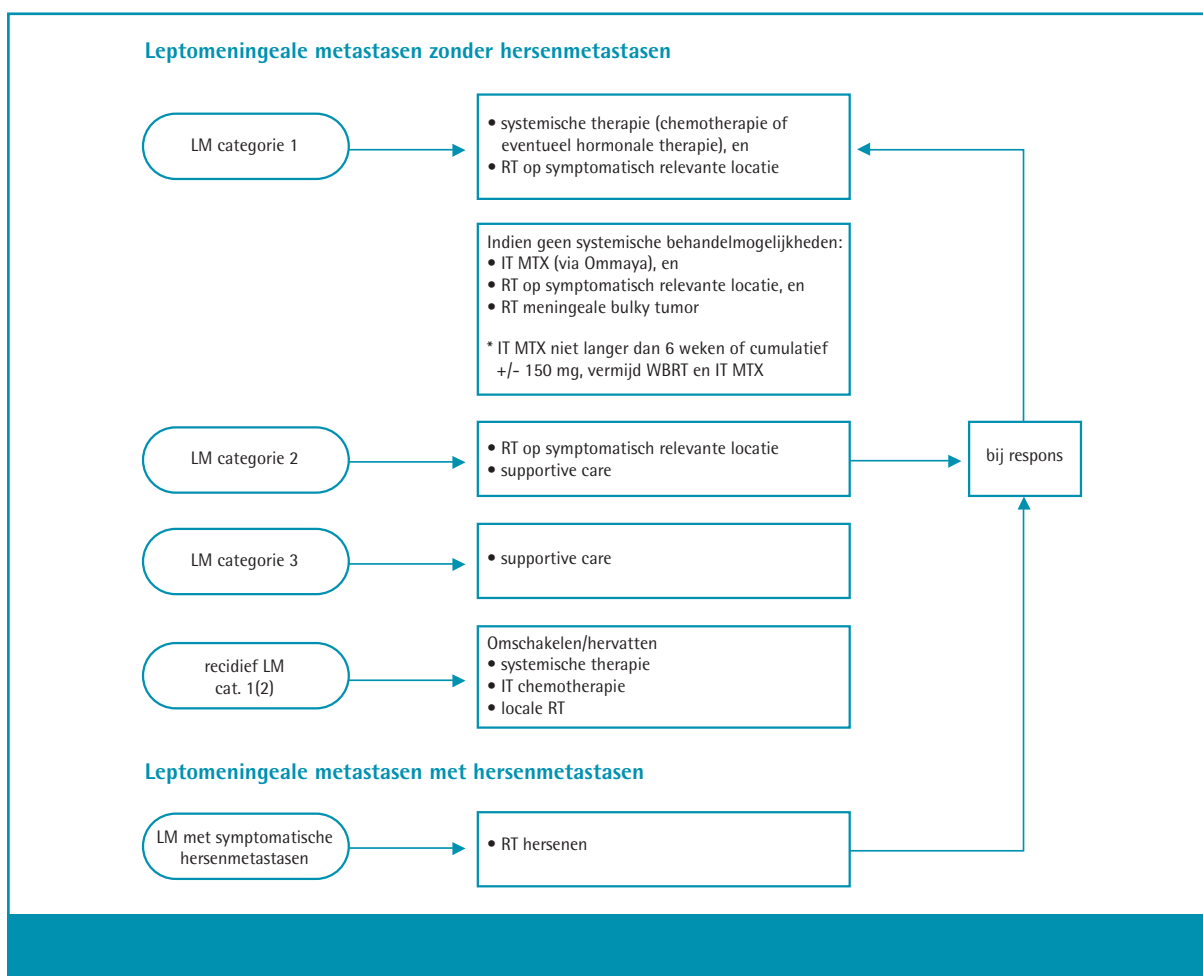 Leptomeningeale metastasen zonder hersenmetastasen
LM categorie 1
• systemische therapie (chemotherapie of
eventueel hormonale therapie), en
• RT op symptomatisch relevante locatie
Indien geen systemische behandelmogelijkheden:
• IT MTX (via Ommaya), en
• RT op symptomatisch relevante locatie, en
• RT meningeale bulky tumor
* IT MTX niet langer dan 6 weken of cumulatief
+/- 150 mg, vermijd WBRT en IT MTX
LM categorie 2
• RT op symptomatisch relevante locatie
• supportive care
bij respons
LM categorie 3
• supportive care
recidief LM
cat. 1(2)
Omschakelen/hervatten
• systemische therapie
• IT chemotherapie
• locale RT
Leptomeningeale metastasen met hersenmetastasen
LM met symptomatische
hersenmetastasen
• RT hersenen